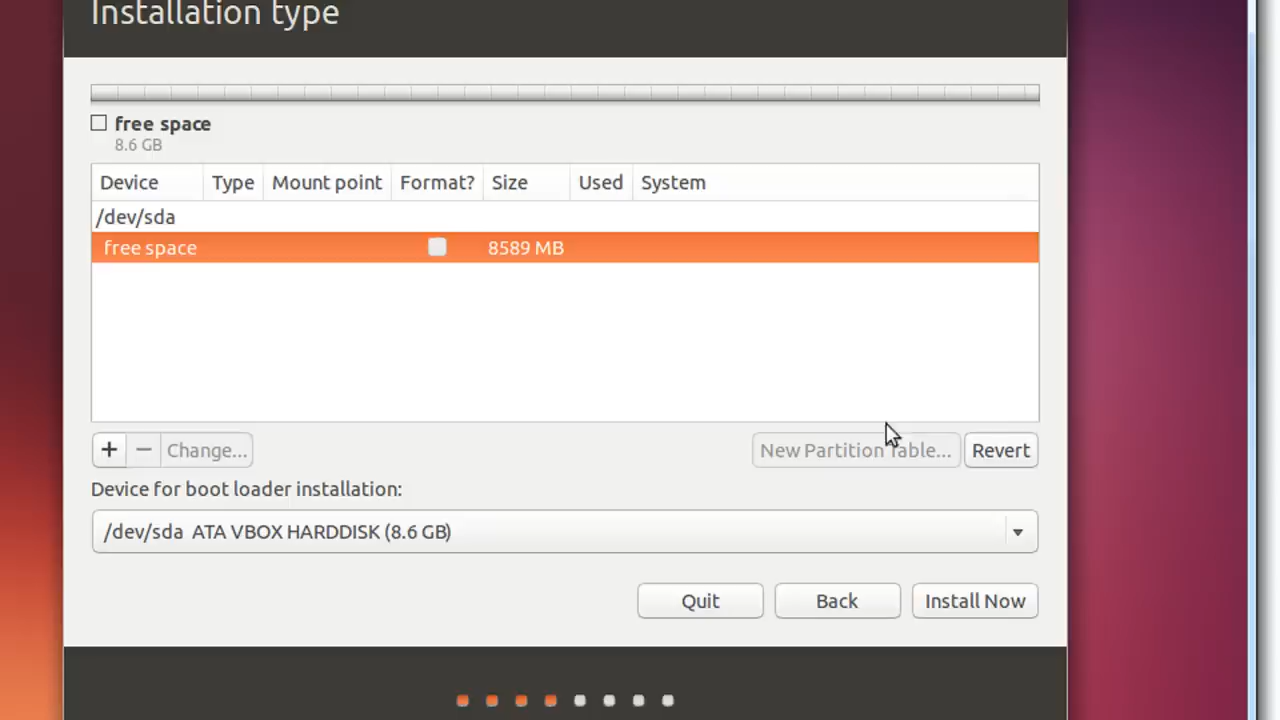 Installation type
free space
8.6 GB
Device Type Mount point Format? Size Used System
/dev/sda
free space 8589 MB
+ − Change... New Partition Table... Revert
Device for boot loader installation:
/dev/sda ATA VBOX HARDDISK (8.6 GB)
Quit Back Install Now